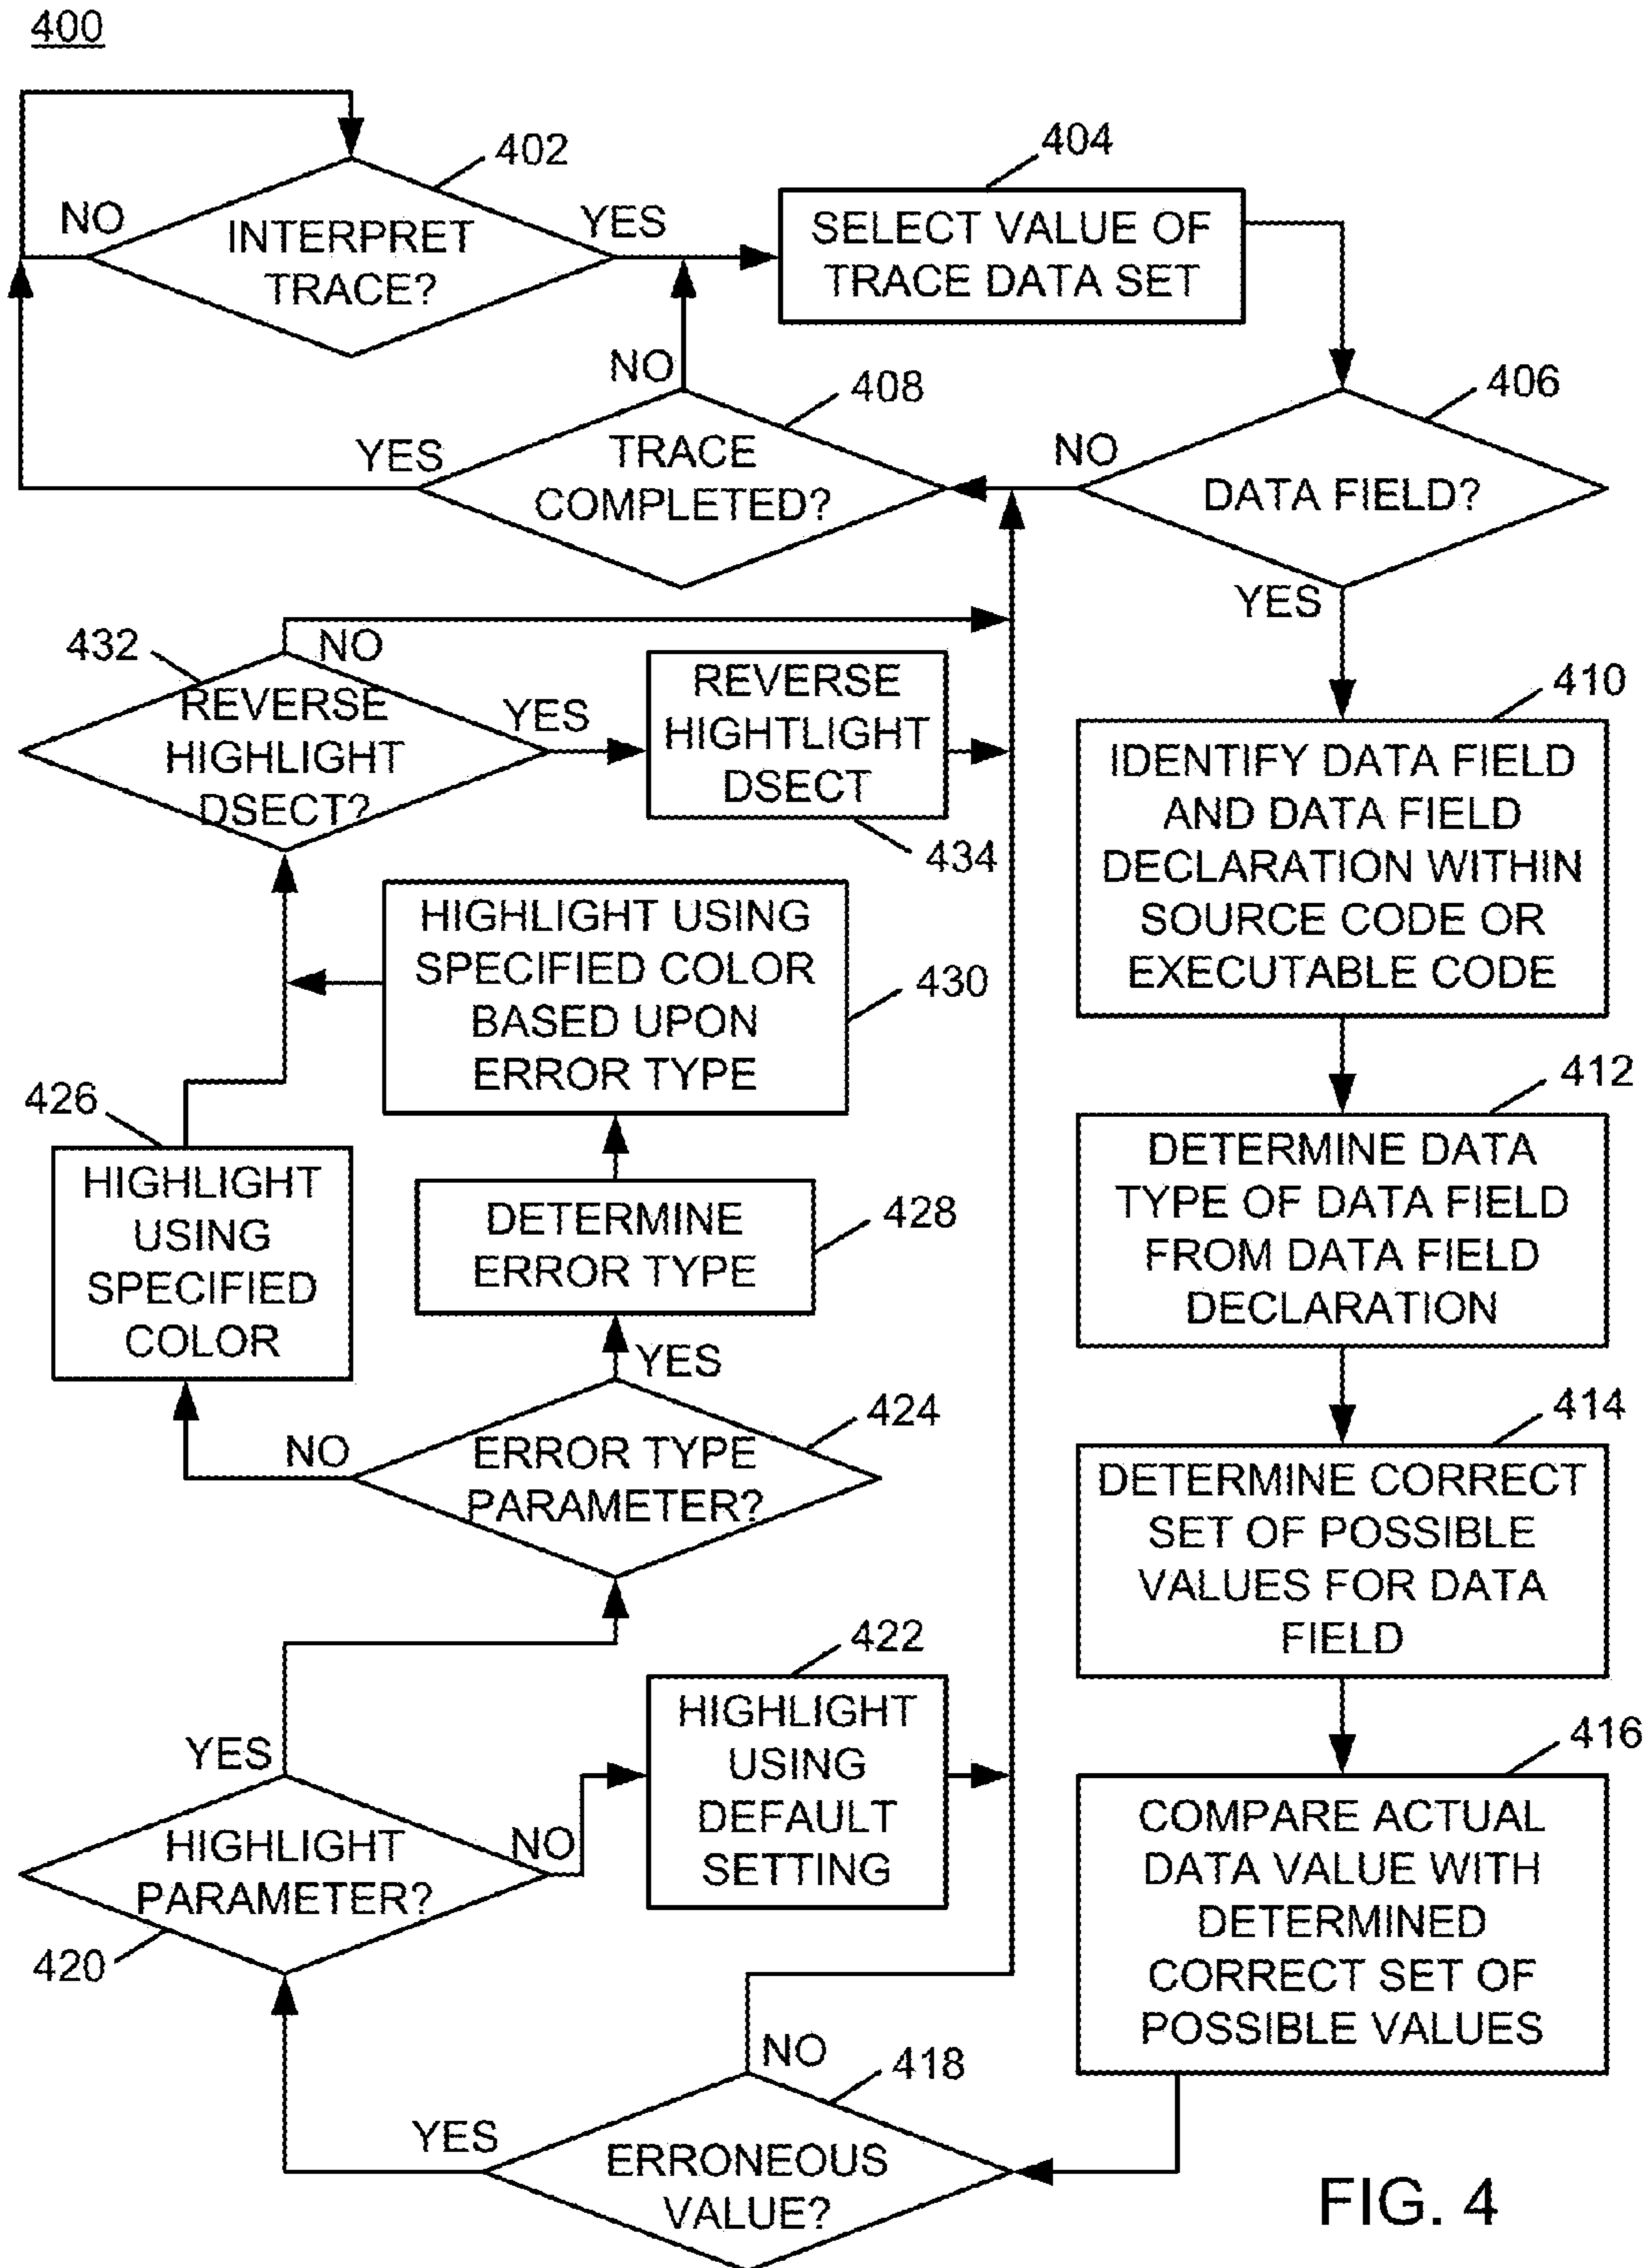 400
402
NO
INTERPRET
TRACE?
YES
404
SELECT VALUE OF
TRACE DATA SET
NO
408
YES
TRACE
COMPLETED?
NO
406
DATA FIELD?
YES
432
NO
REVERSE
HIGHLIGHT
DSECT?
YES
REVERSE
HIGHTLIGHT
DSECT
434
410
IDENTIFY DATA FIELD
AND DATA FIELD
DECLARATION WITHIN
SOURCE CODE OR
EXECUTABLE CODE
HIGHLIGHT USING
SPECIFIED COLOR
BASED UPON
ERROR TYPE
430
426
HIGHLIGHT
USING
SPECIFIED
COLOR
DETERMINE
ERROR TYPE
428
412
DETERMINE DATA
TYPE OF DATA FIELD
FROM DATA FIELD
DECLARATION
YES
424
NO
ERROR TYPE
PARAMETER?
414
DETERMINE CORRECT
SET OF POSSIBLE
VALUES FOR DATA
FIELD
422
HIGHLIGHT
USING
DEFAULT
SETTING
YES
HIGHLIGHT
PARAMETER?
NO
420
416
COMPARE ACTUAL
DATA VALUE WITH
DETERMINED
CORRECT SET OF
POSSIBLE VALUES
NO
418
YES
ERRONEOUS
VALUE?
FIG. 4